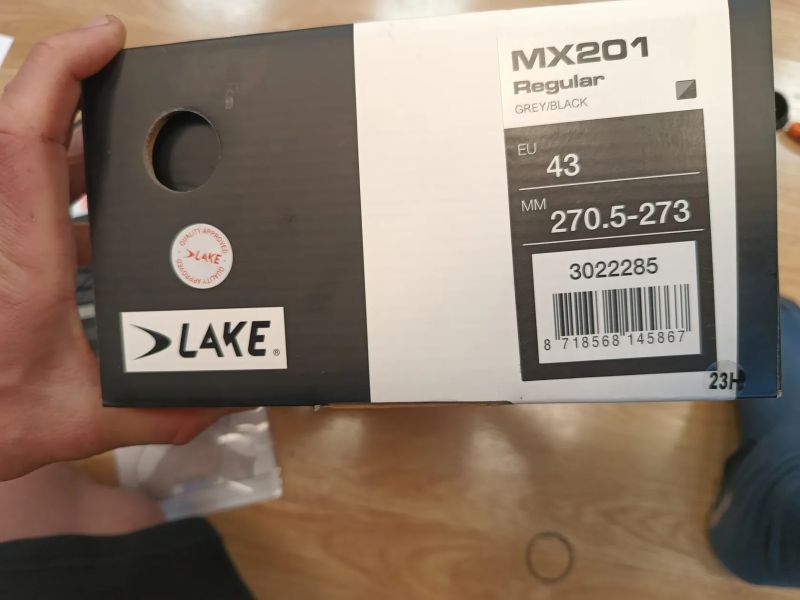 MX201
Regular
GREY/BLACK
EU 43
MM 270.5-273
3022285
8 718568 145867
23H
QUALITY APPROVED
LAKE
QUALITY APPROVED
LAKE®